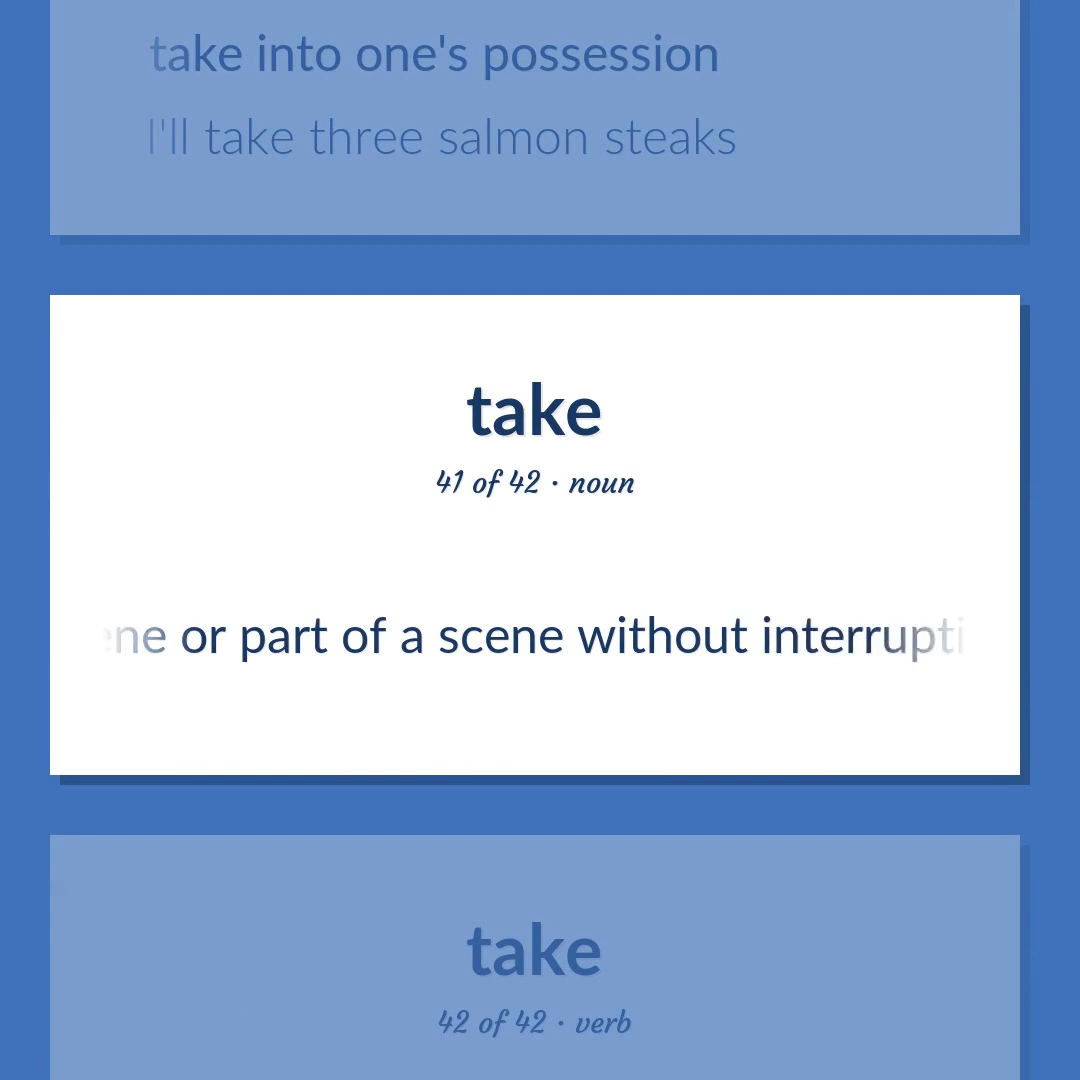 take into one's possession
I'll take three salmon steaks
take
41 of 42 · noun
or part of a scene without
take
42 of 42 · verb